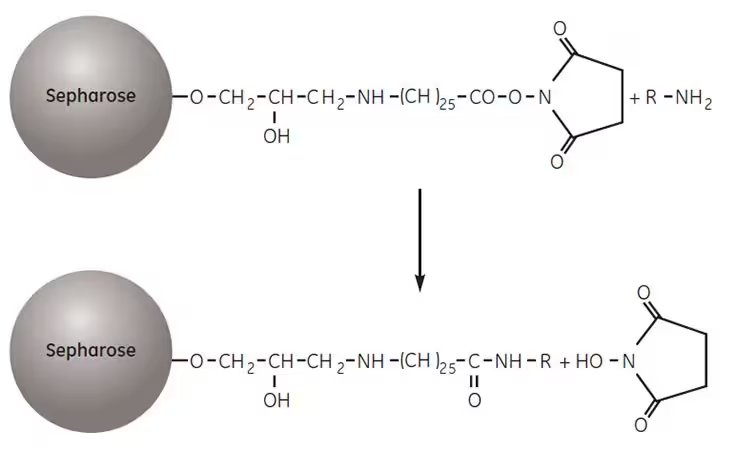 O
Sepharose –O–CH₂–CH–CH₂–NH–(CH)₂₅–CO–O–N + R–NH₂
OH
O
O
Sepharose –O–CH₂–CH–CH₂–NH–(CH)₂₅–C–NH–R + HO–N
OH O
O